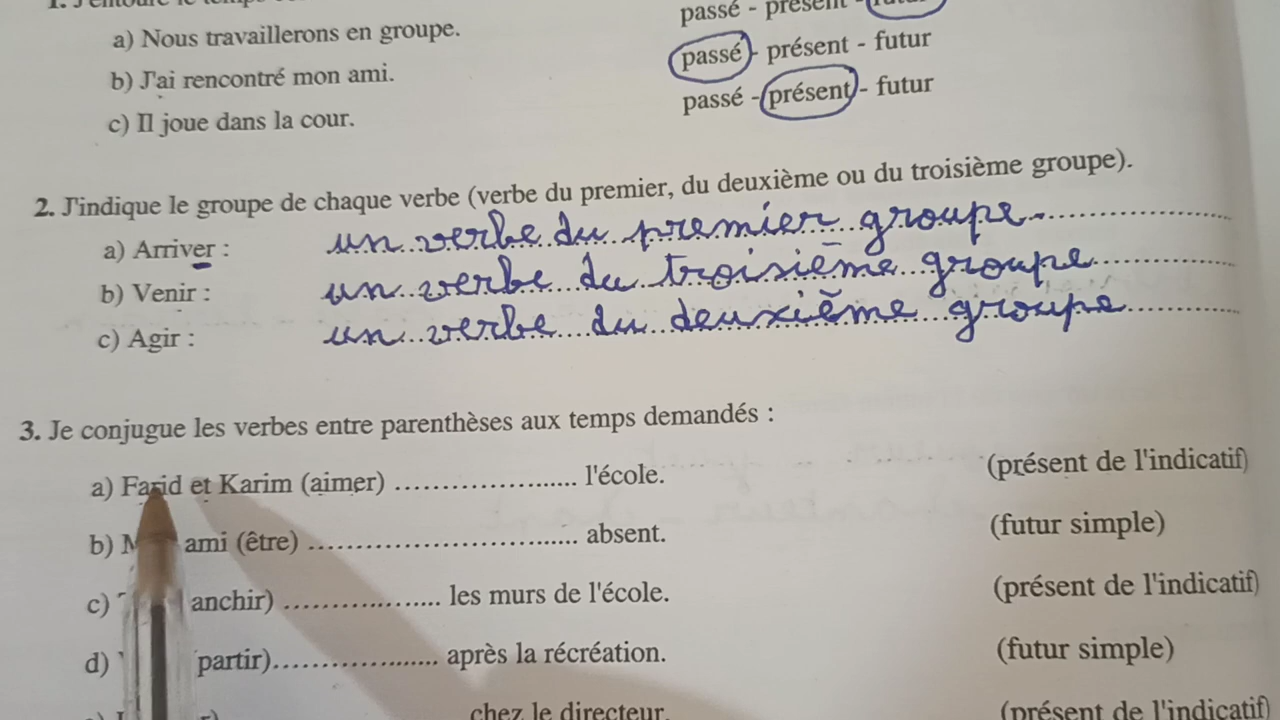 1. J'entoure le temps
a) Nous travaillerons en groupe. passé - présent - futur
b) J'ai rencontré mon ami. passé - présent - futur
c) Il joue dans la cour. passé - présent - futur
2. J'indique le groupe de chaque verbe (verbe du premier, du deuxième ou du troisième groupe).
a) Arriver : un verbe du premier groupe
b) Venir : un verbe du troisième groupe
c) Agir : un verbe du deuxième groupe
3. Je conjugue les verbes entre parenthèses aux temps demandés :
a) Farid et Karim (aimer) ........................ l'école. (présent de l'indicatif)
b) ami (être) .................................... absent. (futur simple)
c) anchir) ..................... les murs de l'école. (présent de l'indicatif)
d) partir)...................... après la récréation. (futur simple)
chez le directeur. (présent de l'indicatif)